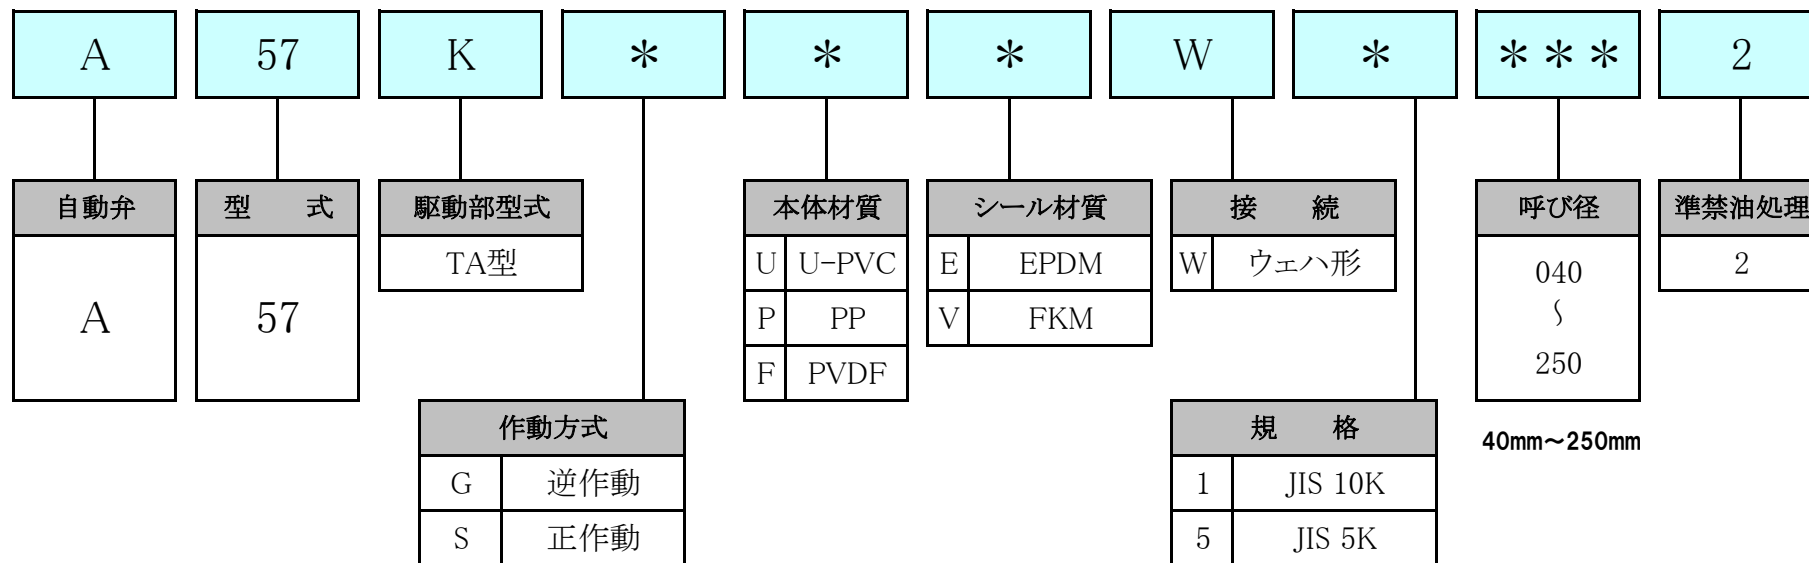 A 57 K * * * W * *** 2
自動弁 型 式 駆動部型式 本体材質 シール材質 接 続 呼び径 準禁油処理
A 57 TA型
U U-PVC
P PP
F PVDF
E EPDM
V FKM
W ウェハ形
040
~
250
2
40mm~250mm
作動方式
G 逆作動
S 正作動
規 格
1 JIS 10K
5 JIS 5K